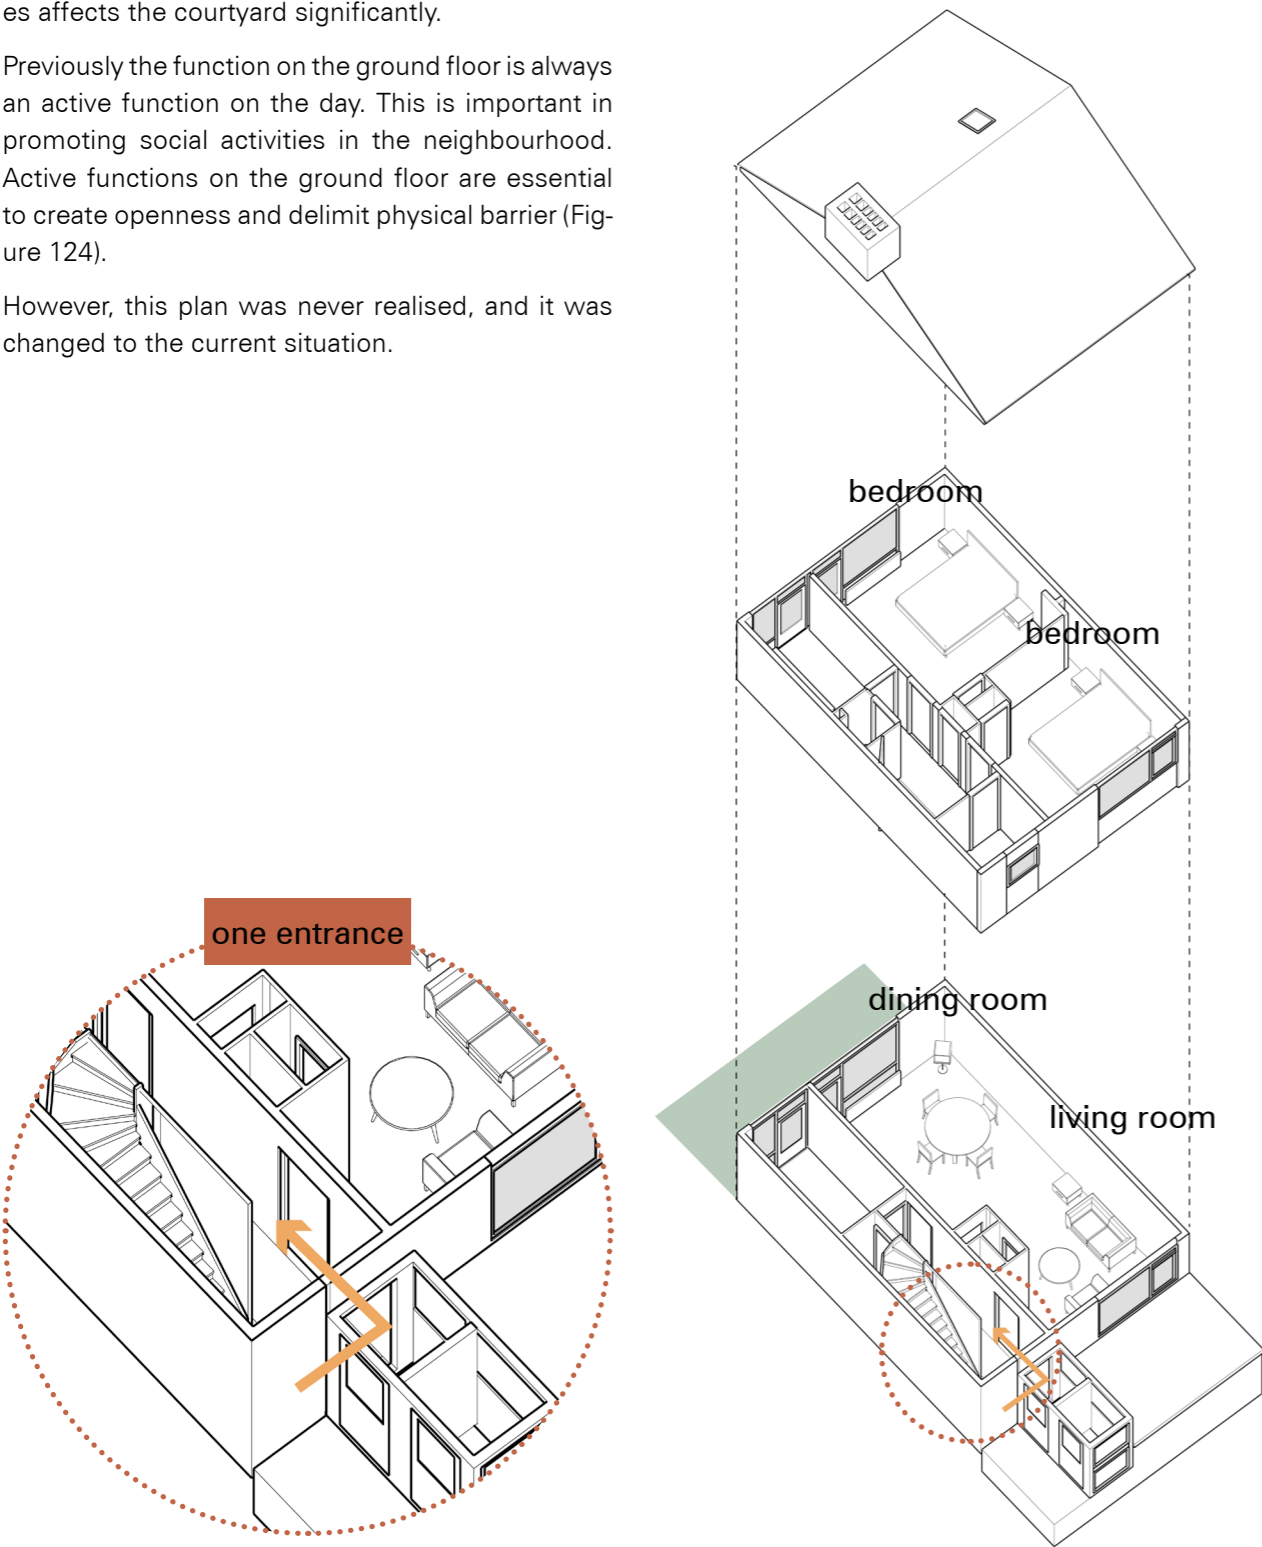 es affects the courtyard significantly.
Previously the function on the ground floor is always
an active function on the day. This is important in
promoting social activities in the neighbourhood.
Active functions on the ground floor are essential
to create openness and delimit physical barrier (Fig-
ure 124).
However, this plan was never realised, and it was
changed to the current situation.
bedroom
bedroom
one entrance
dining room
living room